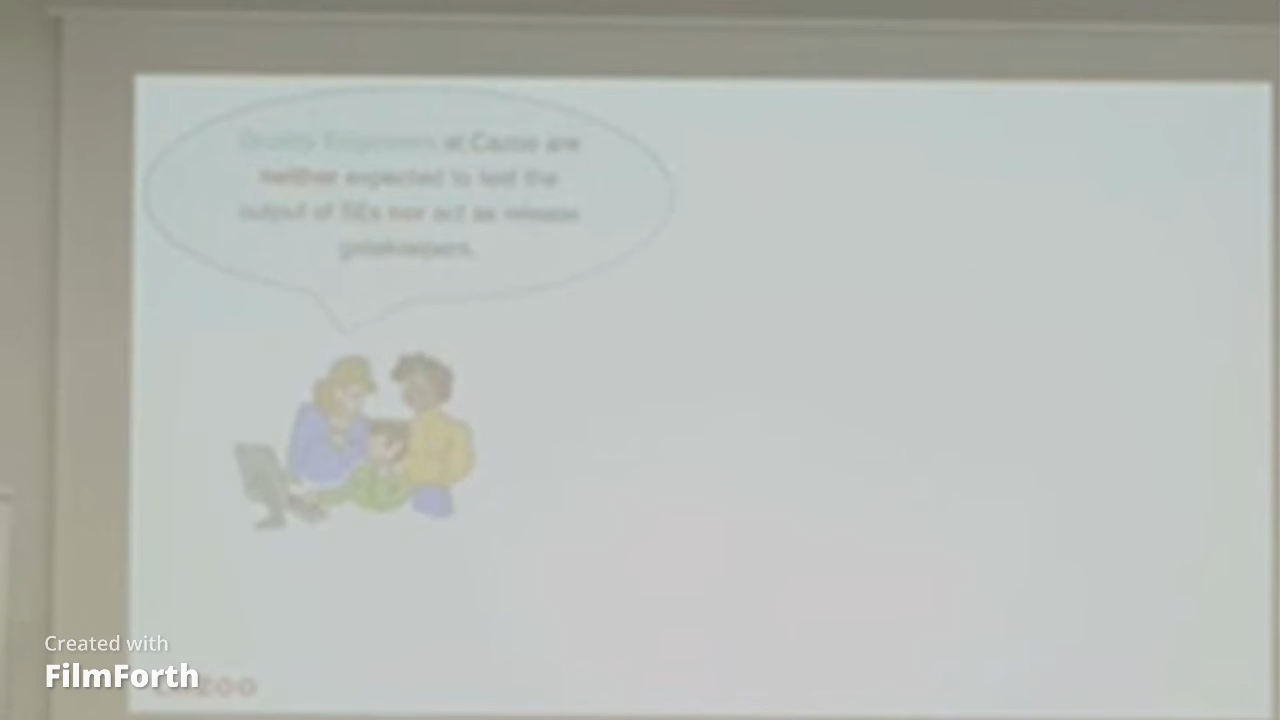 Quality Engineers at Cazoo are
neither expected to test the
output of SEs nor act as release
gatekeepers.
Created with
FilmForth